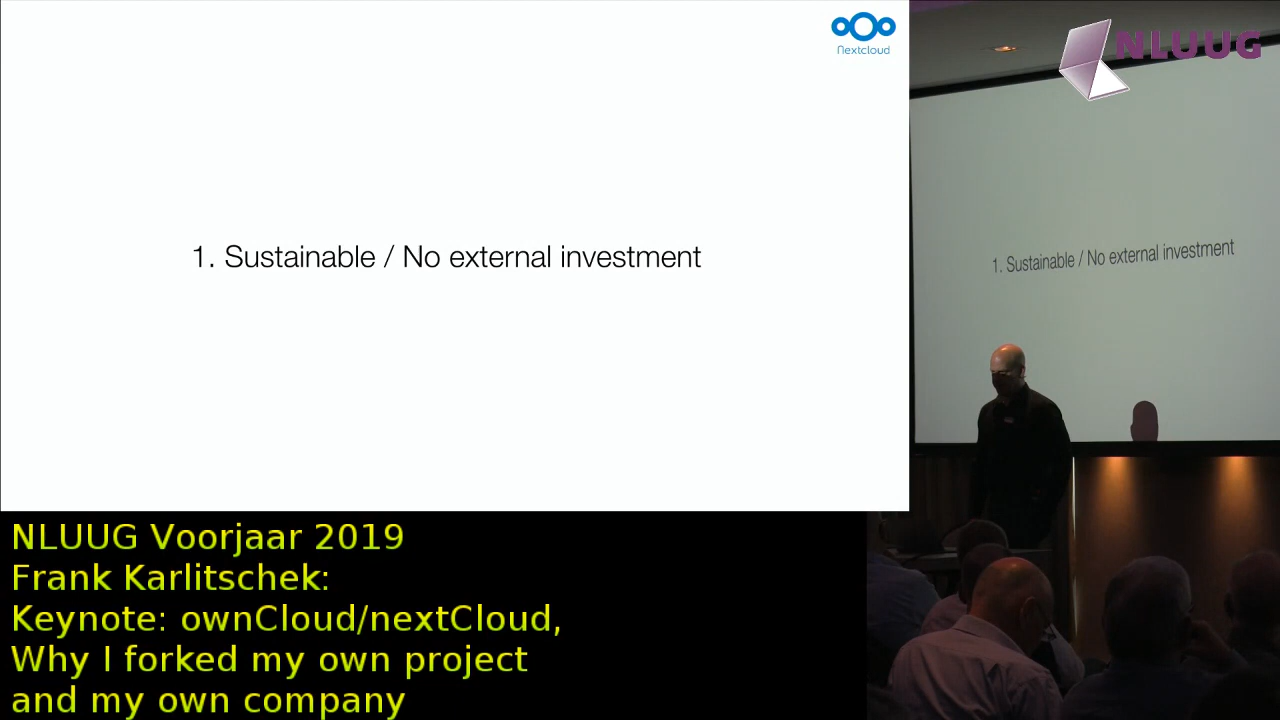 Nextcloud
NLUUG
1. Sustainable / No external investment
1. Sustainable / No external investment
NLUUG Voorjaar 2019
Frank Karlitschek:
Keynote: ownCloud/nextCloud,
Why I forked my own project
and my own company